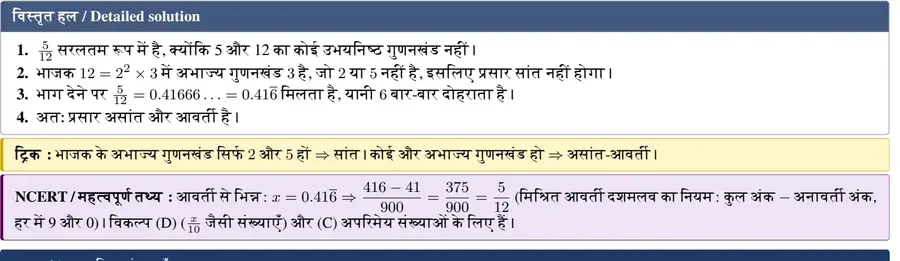 विस्तृत हल / Detailed solution
1. 5/12 सरलतम रूप में है, क्योंकि 5 और 12 का कोई उभयनिष्ठ गुणनखंड नहीं।
2. भाजक 12 = 2² × 3 में अभाज्य गुणनखंड 3 है, जो 2 या 5 नहीं है, इसलिए प्रसार सांत नहीं होगा।
3. भाग देने पर 5/12 = 0.41666... = 0.416̅ मिलता है, यानी 6 बार-बार दोहराता है।
4. अतः प्रसार असांत और आवर्ती है।
ट्रिक : भाजक के अभाज्य गुणनखंड सिर्फ 2 और 5 हों ⇒ सांत। कोई और अभाज्य गुणनखंड हो ⇒ असांत-आवर्ती।
NCERT / महत्वपूर्ण तथ्य : आवर्ती से भिन्न : x = 0.416̅ ⇒ (416 − 41)/900 = 375/900 = 5/12 (मिश्रित आवर्ती दशमलव का नियम : कुल अंक − अनावर्ती अंक,
हर में 9 और 0)। विकल्प (D) (x/10 जैसी संख्याएँ) और (C) अपरिमेय संख्याओं के लिए हैं।